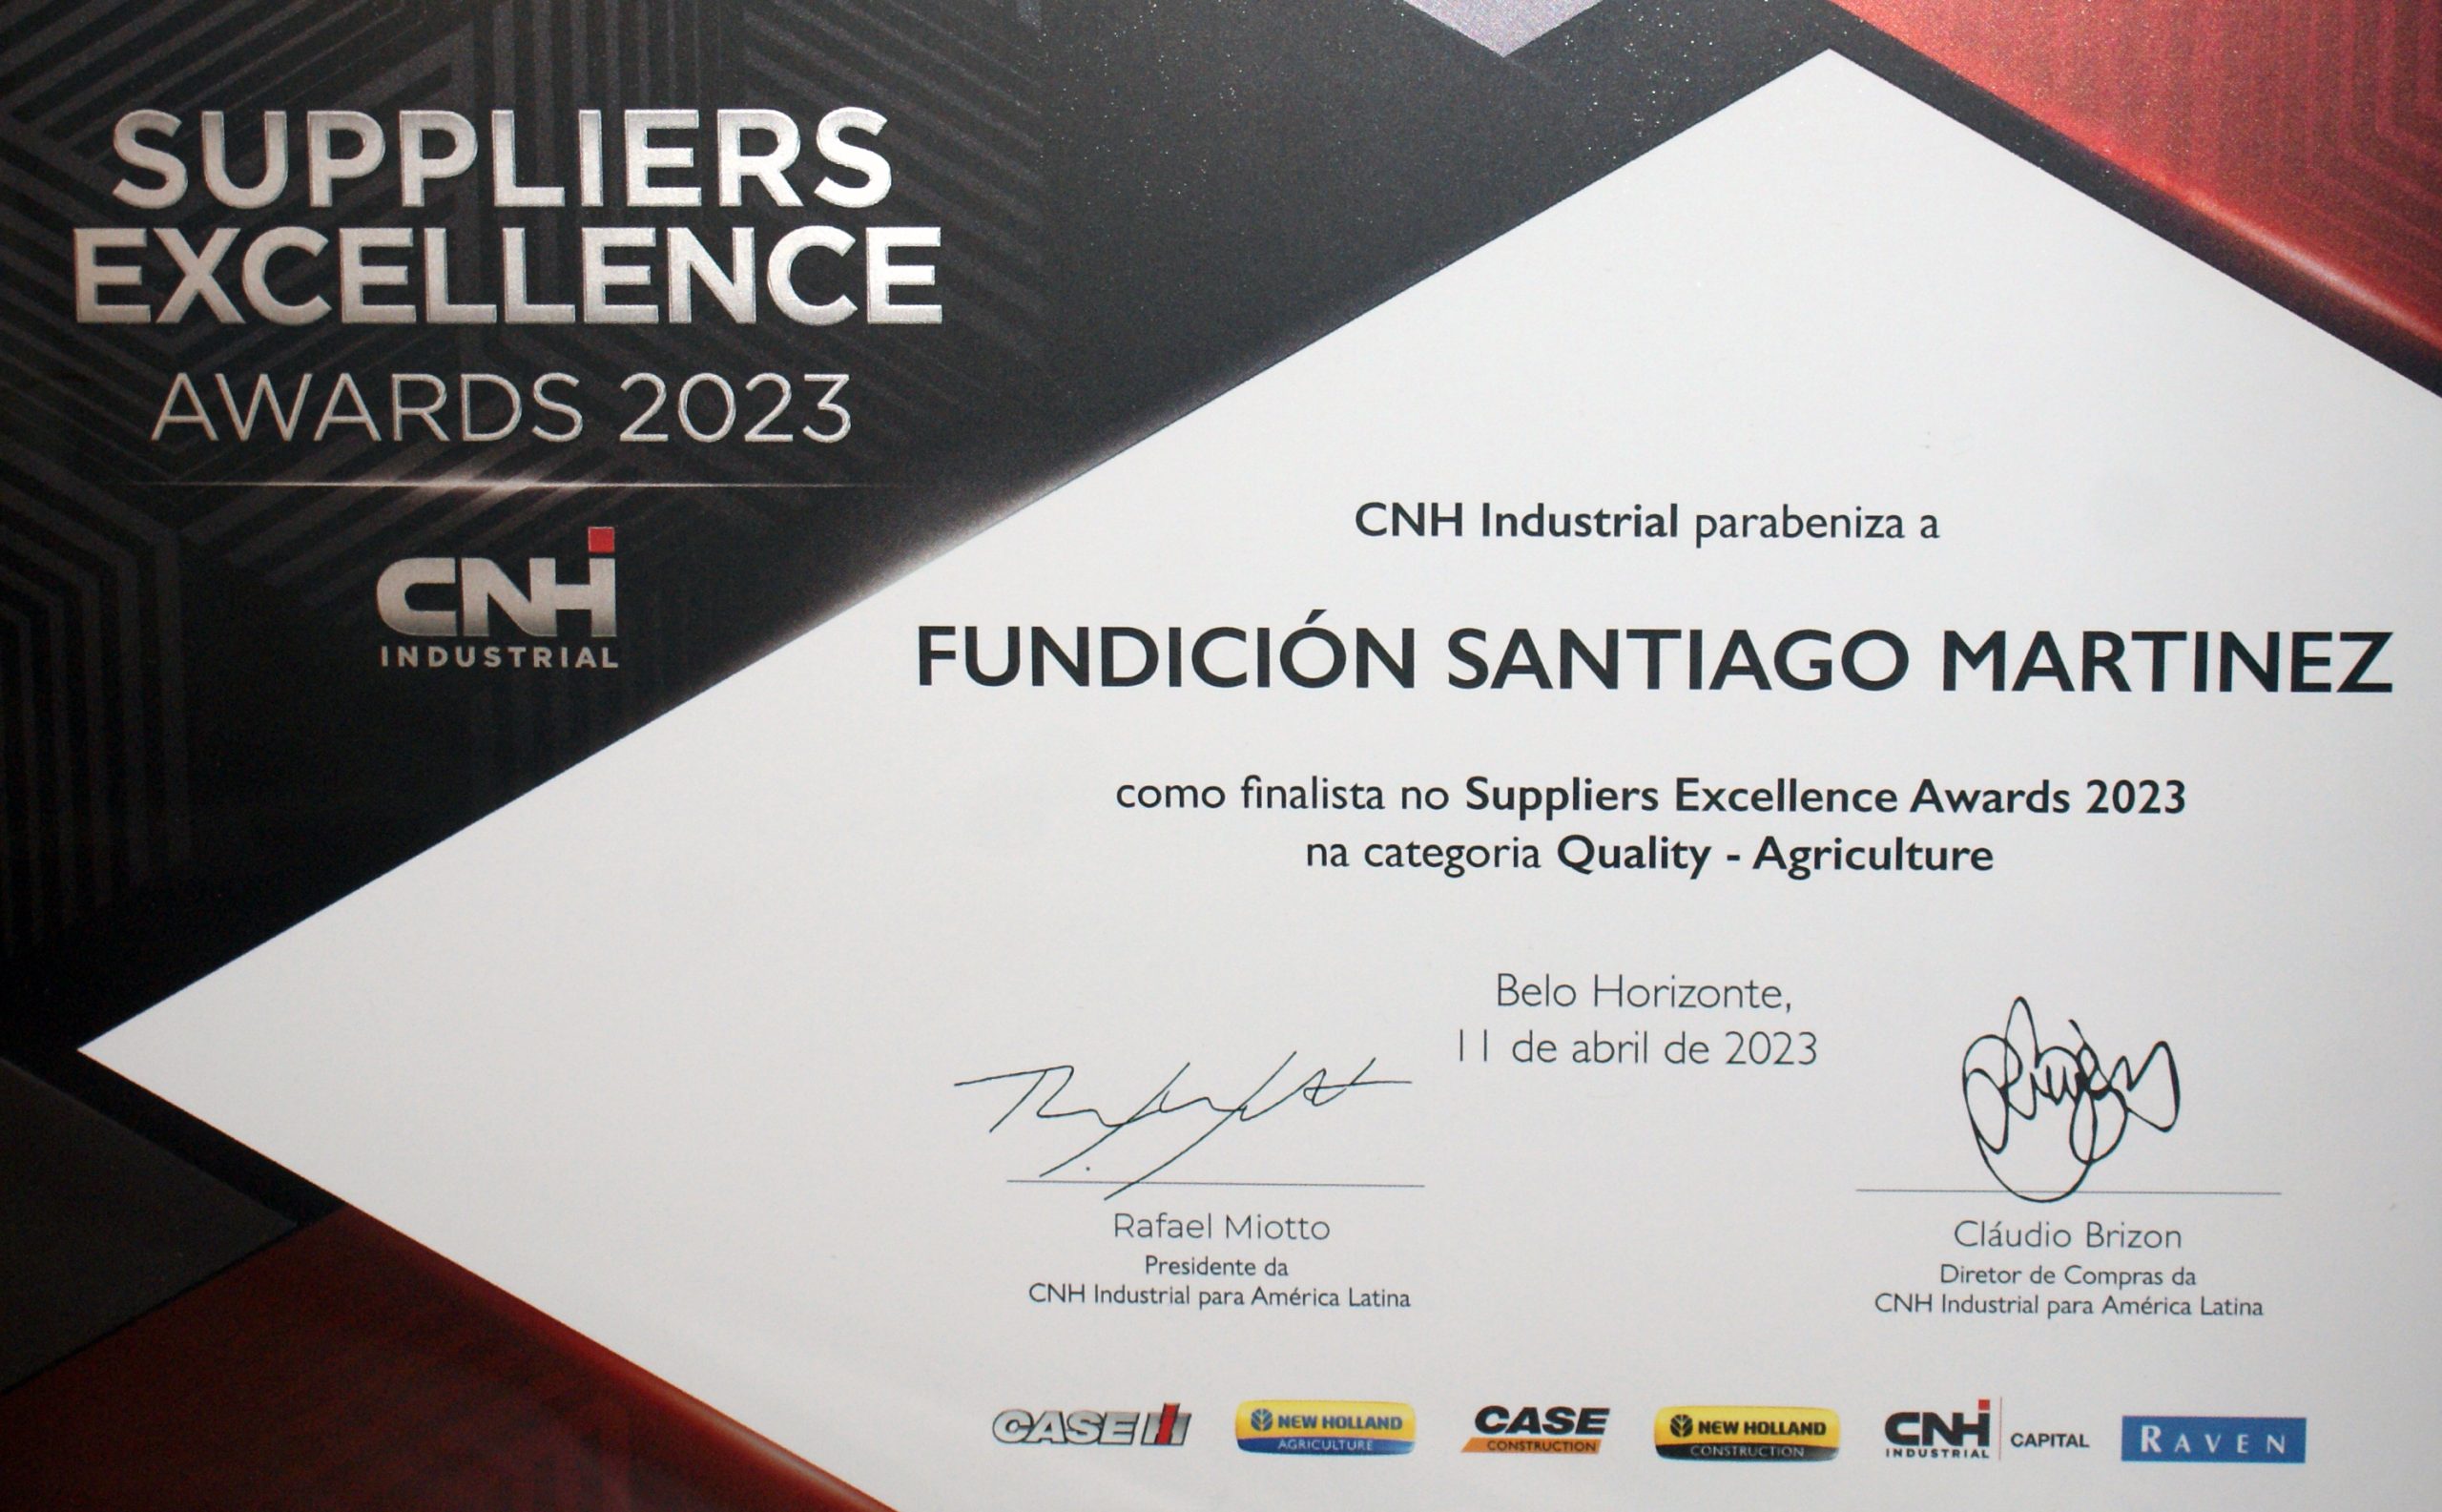 SUPPLIERS
EXCELLENCE
AWARDS 2023
CNH
INDUSTRIAL
CNH Industrial parabeniza a
FUNDICIÓN SANTIAGO MARTINEZ
como finalista no Suppliers Excellence Awards 2023
na categoria Quality - Agriculture
Belo Horizonte,
11 de abril de 2023
Rafael Miotto
Presidente da
CNH Industrial para América Latina
Cláudio Brizon
Diretor de Compras da
CNH Industrial para América Latina
CASE IH
NEW HOLLAND
AGRICULTURE
CASE
CONSTRUCTION
NEW HOLLAND
CONSTRUCTION
CNH
INDUSTRIAL
CAPITAL
RAVEN